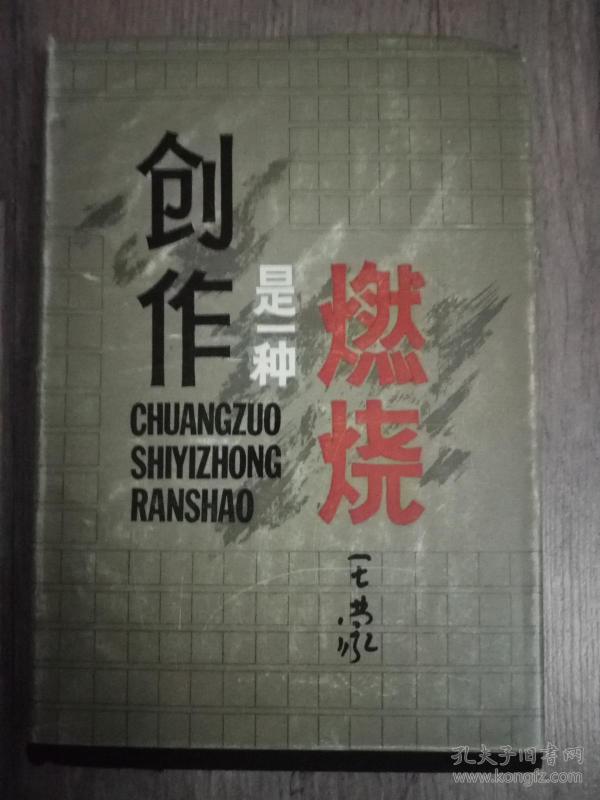 创作
是一种
燃烧
CHUANGZUO
SHIYIZHONG
RANSHAO
王蒙
孔夫子旧书网
www.kongfz.com